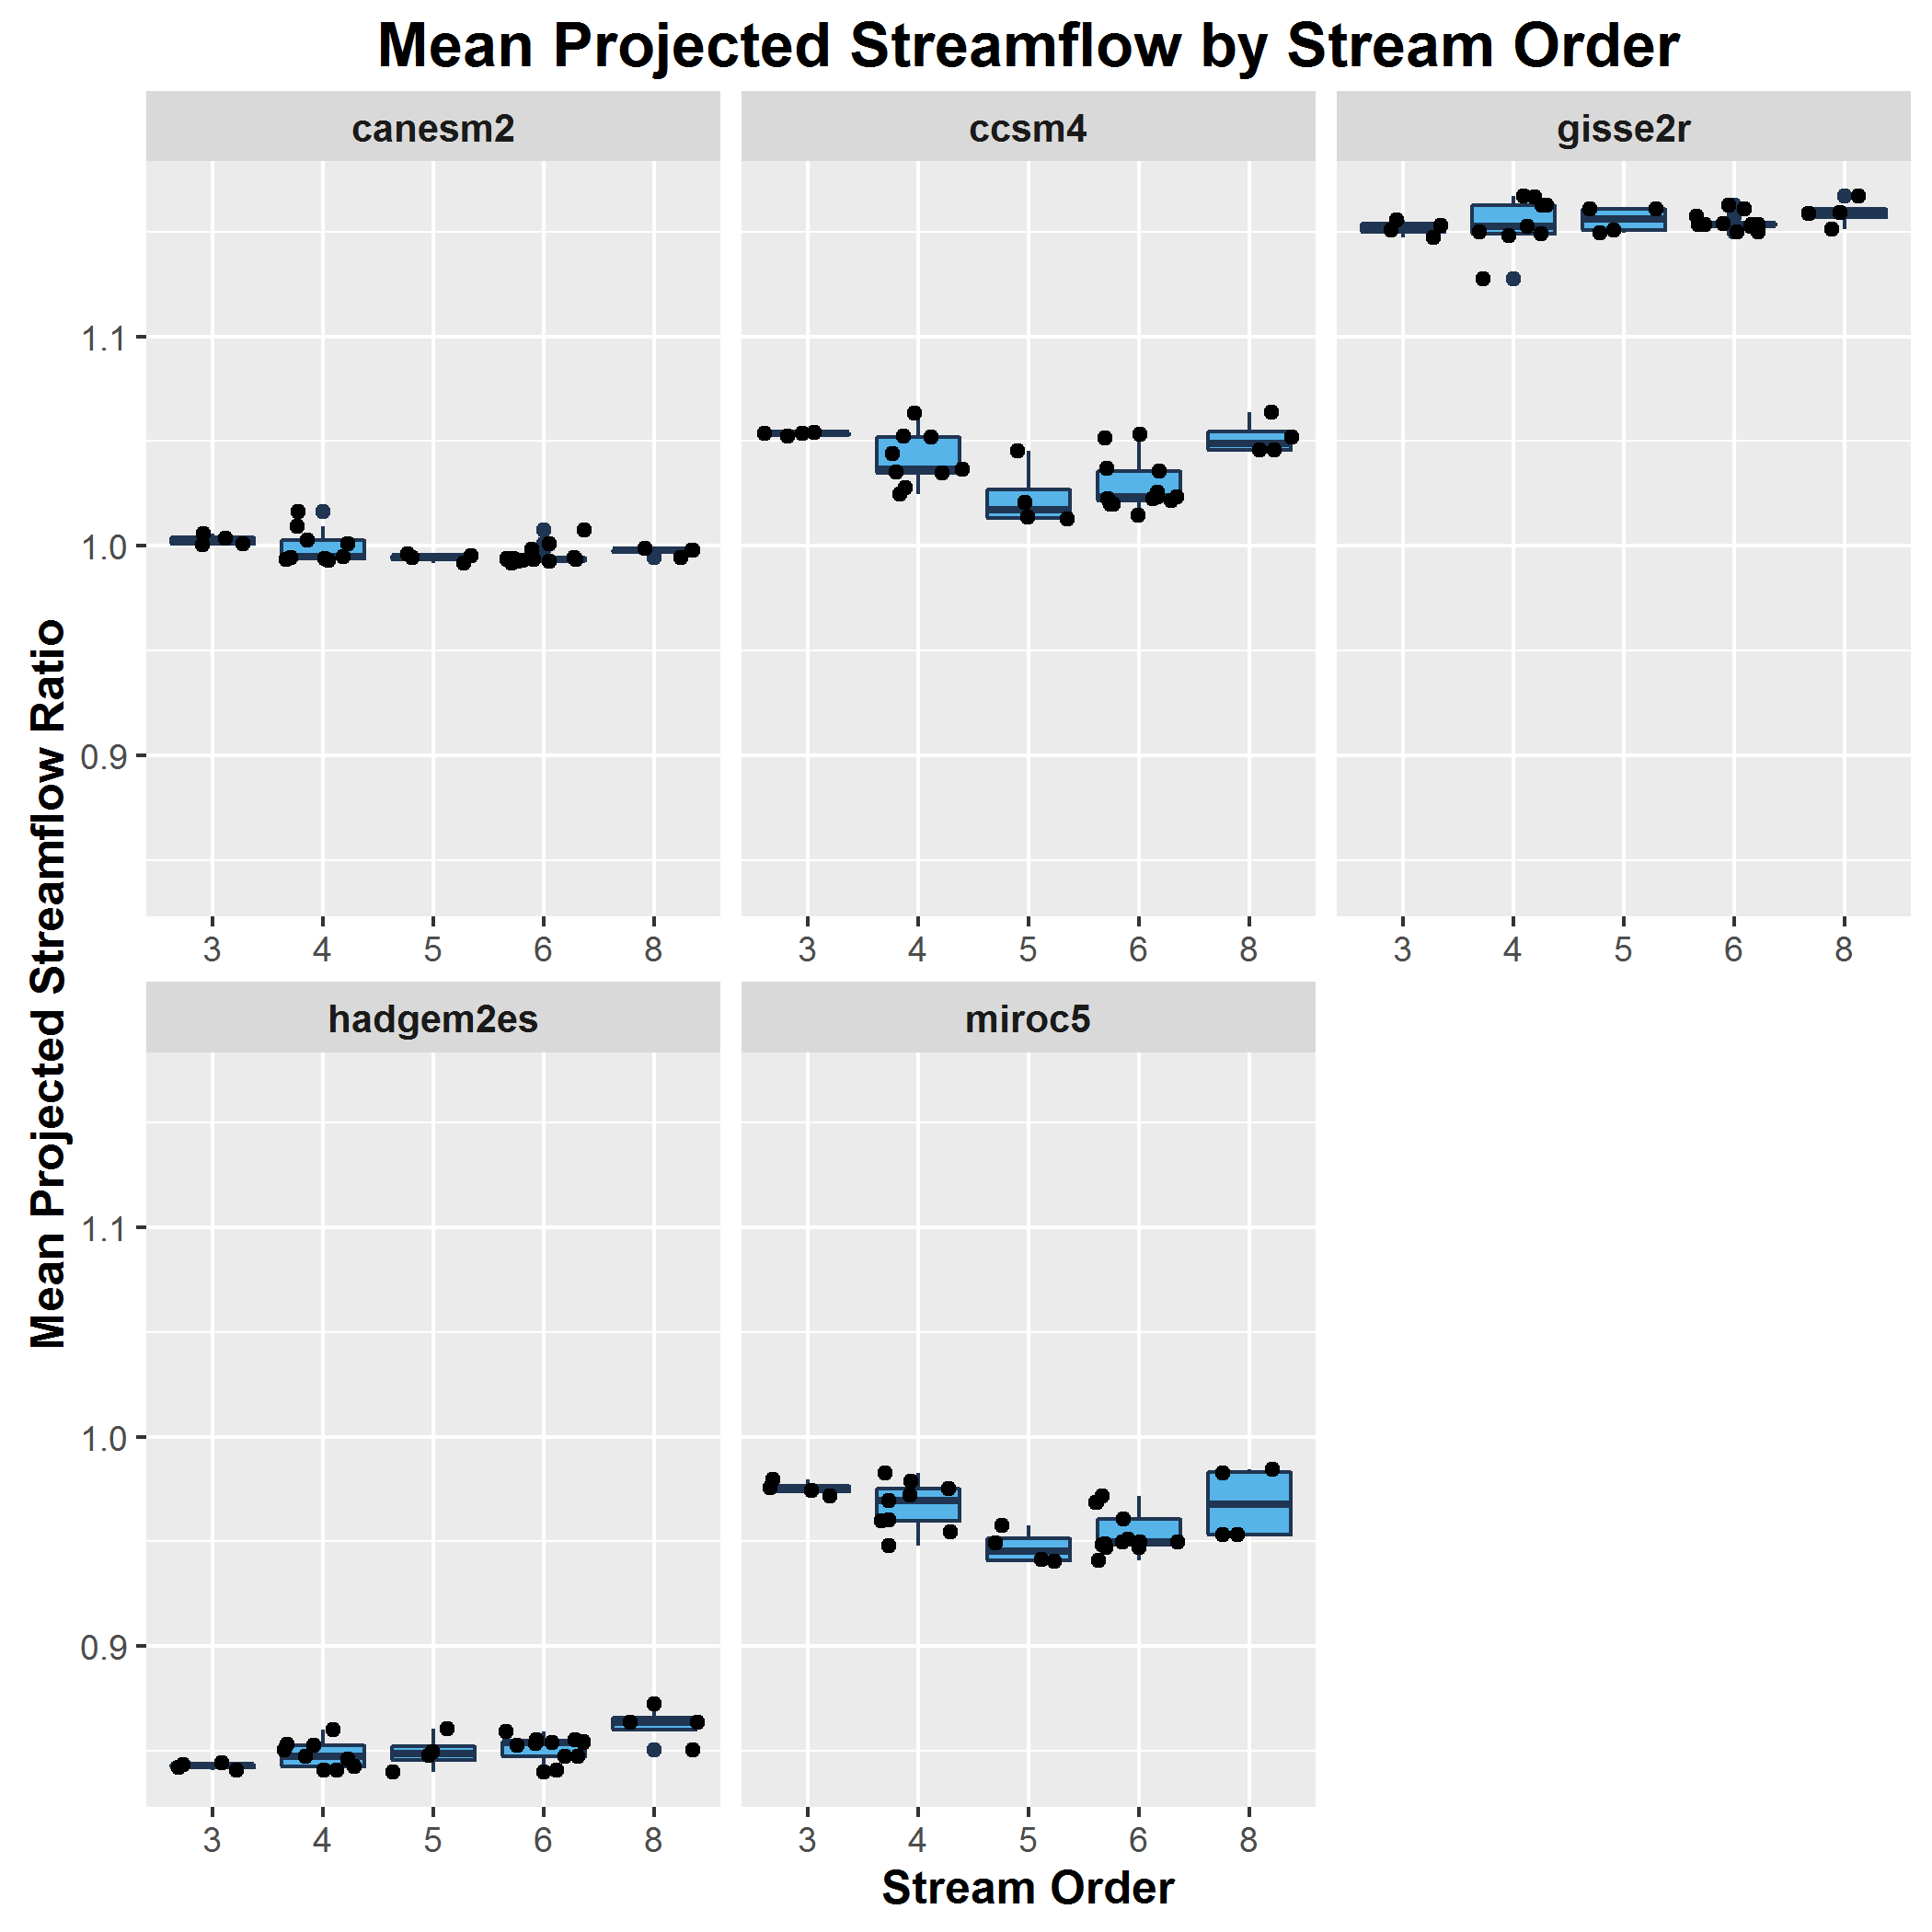 Mean Projected Streamflow by Stream Order
canesm2 ccsm4 gisse2r
1.1
1.0
0.9
3 4 5 6 8 3 4 5 6 8 3 4 5 6 8
Mean Projected Streamflow Ratio
hadgem2es miroc5
1.1
1.0
0.9
3 4 5 6 8 3 4 5 6 8
Stream Order